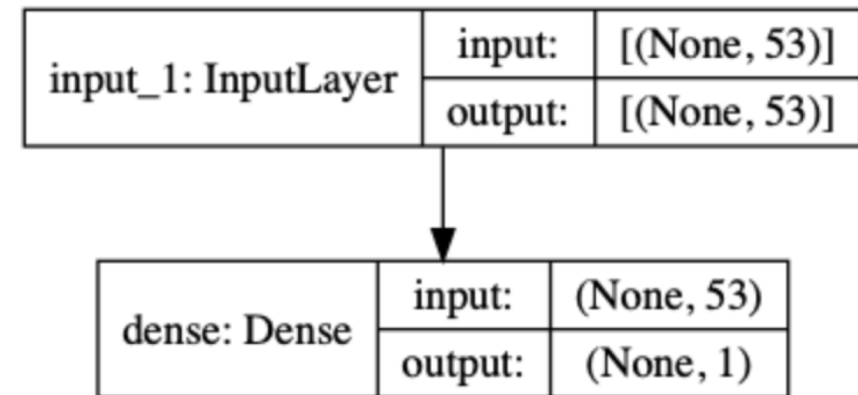 input_1: InputLayer
input: [(None, 53)]
output: [(None, 53)]
dense: Dense
input: (None, 53)
output: (None, 1)